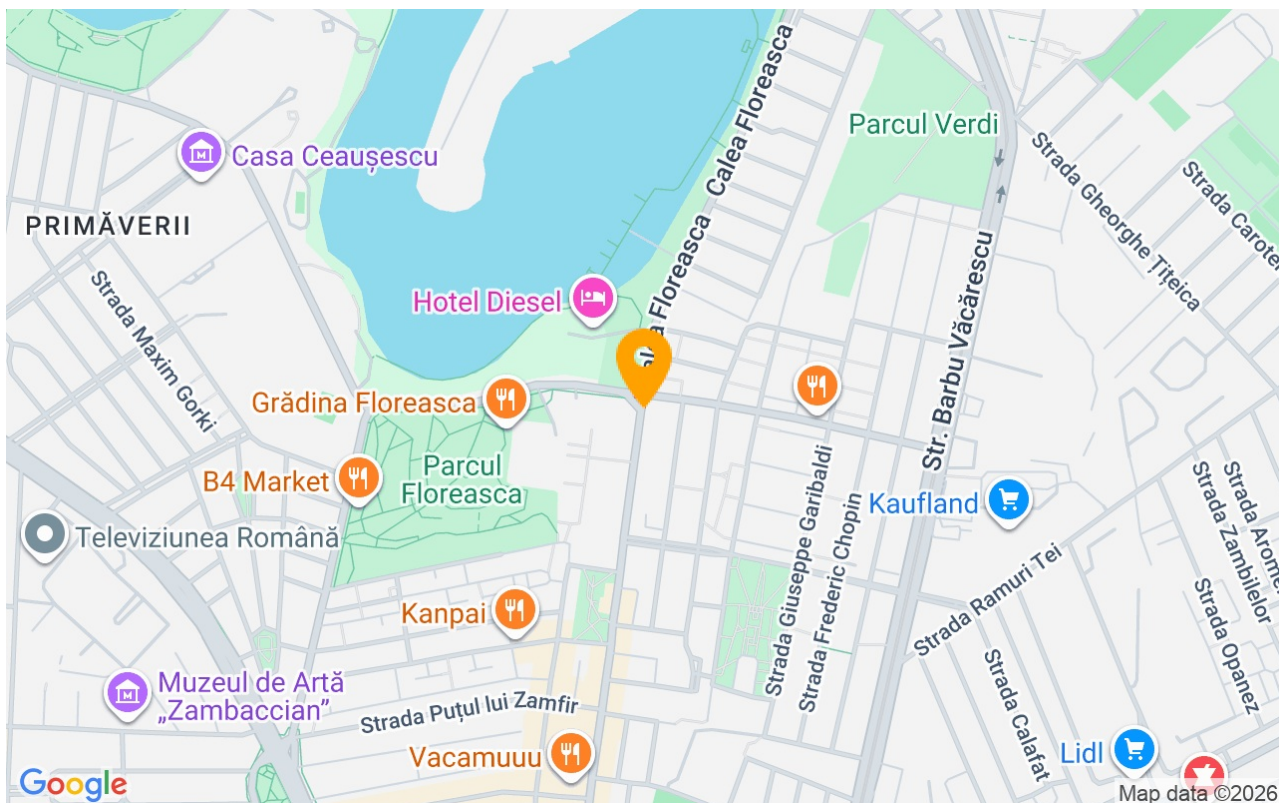 Calea Floreasca
Parcul Verdi
Casa Ceaușescu
Strada Gheorghe Țițeica
PRIMĂVERII
Floreasca
Strada Maxim Gorki
Hotel Diesel
Str. Barbu Văcărescu
Grădina Floreasca
B4 Market
Parcul
Floreasca
Kaufland
Strada Giuseppe Garibaldi
Strada Frederic Chopin
Strada Zambilelor
Televiziunea Română
Strada Ramuri Tei
Kanpai
Strada Opanez
Muzeul de Artă
„Zambaccian”
Strada Puțul lui Zamfir
Strada Calafat
Vacamuuu
Lidl
Google
Map data ©2026